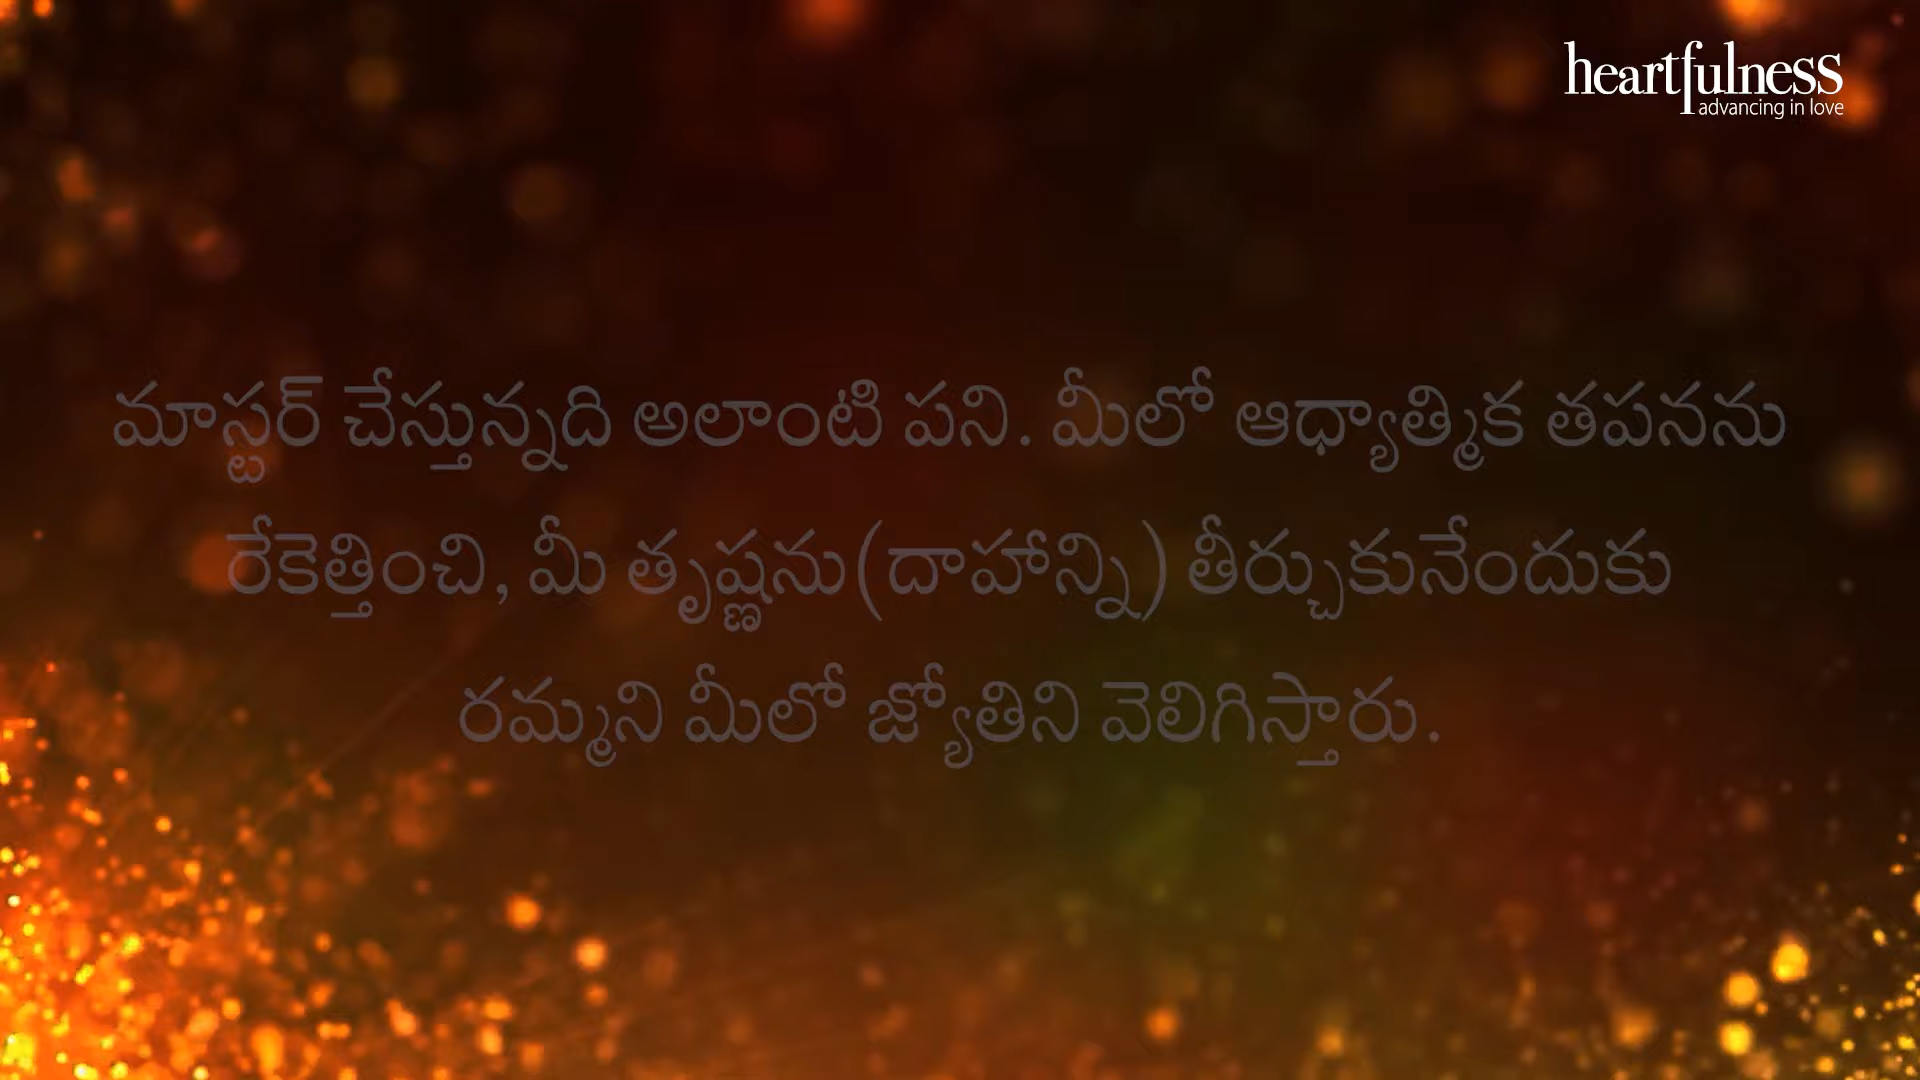 heartfulness
advancing in love
మాస్టర్ చేస్తున్నది అలాంటి పని. మీలో ఆధ్యాత్మిక తపనను
రేకెత్తించి, మీ తృష్ణను(దాహాన్ని) తీర్చుకునేందుకు
రమ్మని మీలో జ్యోతిని వెలిగిస్తారు.